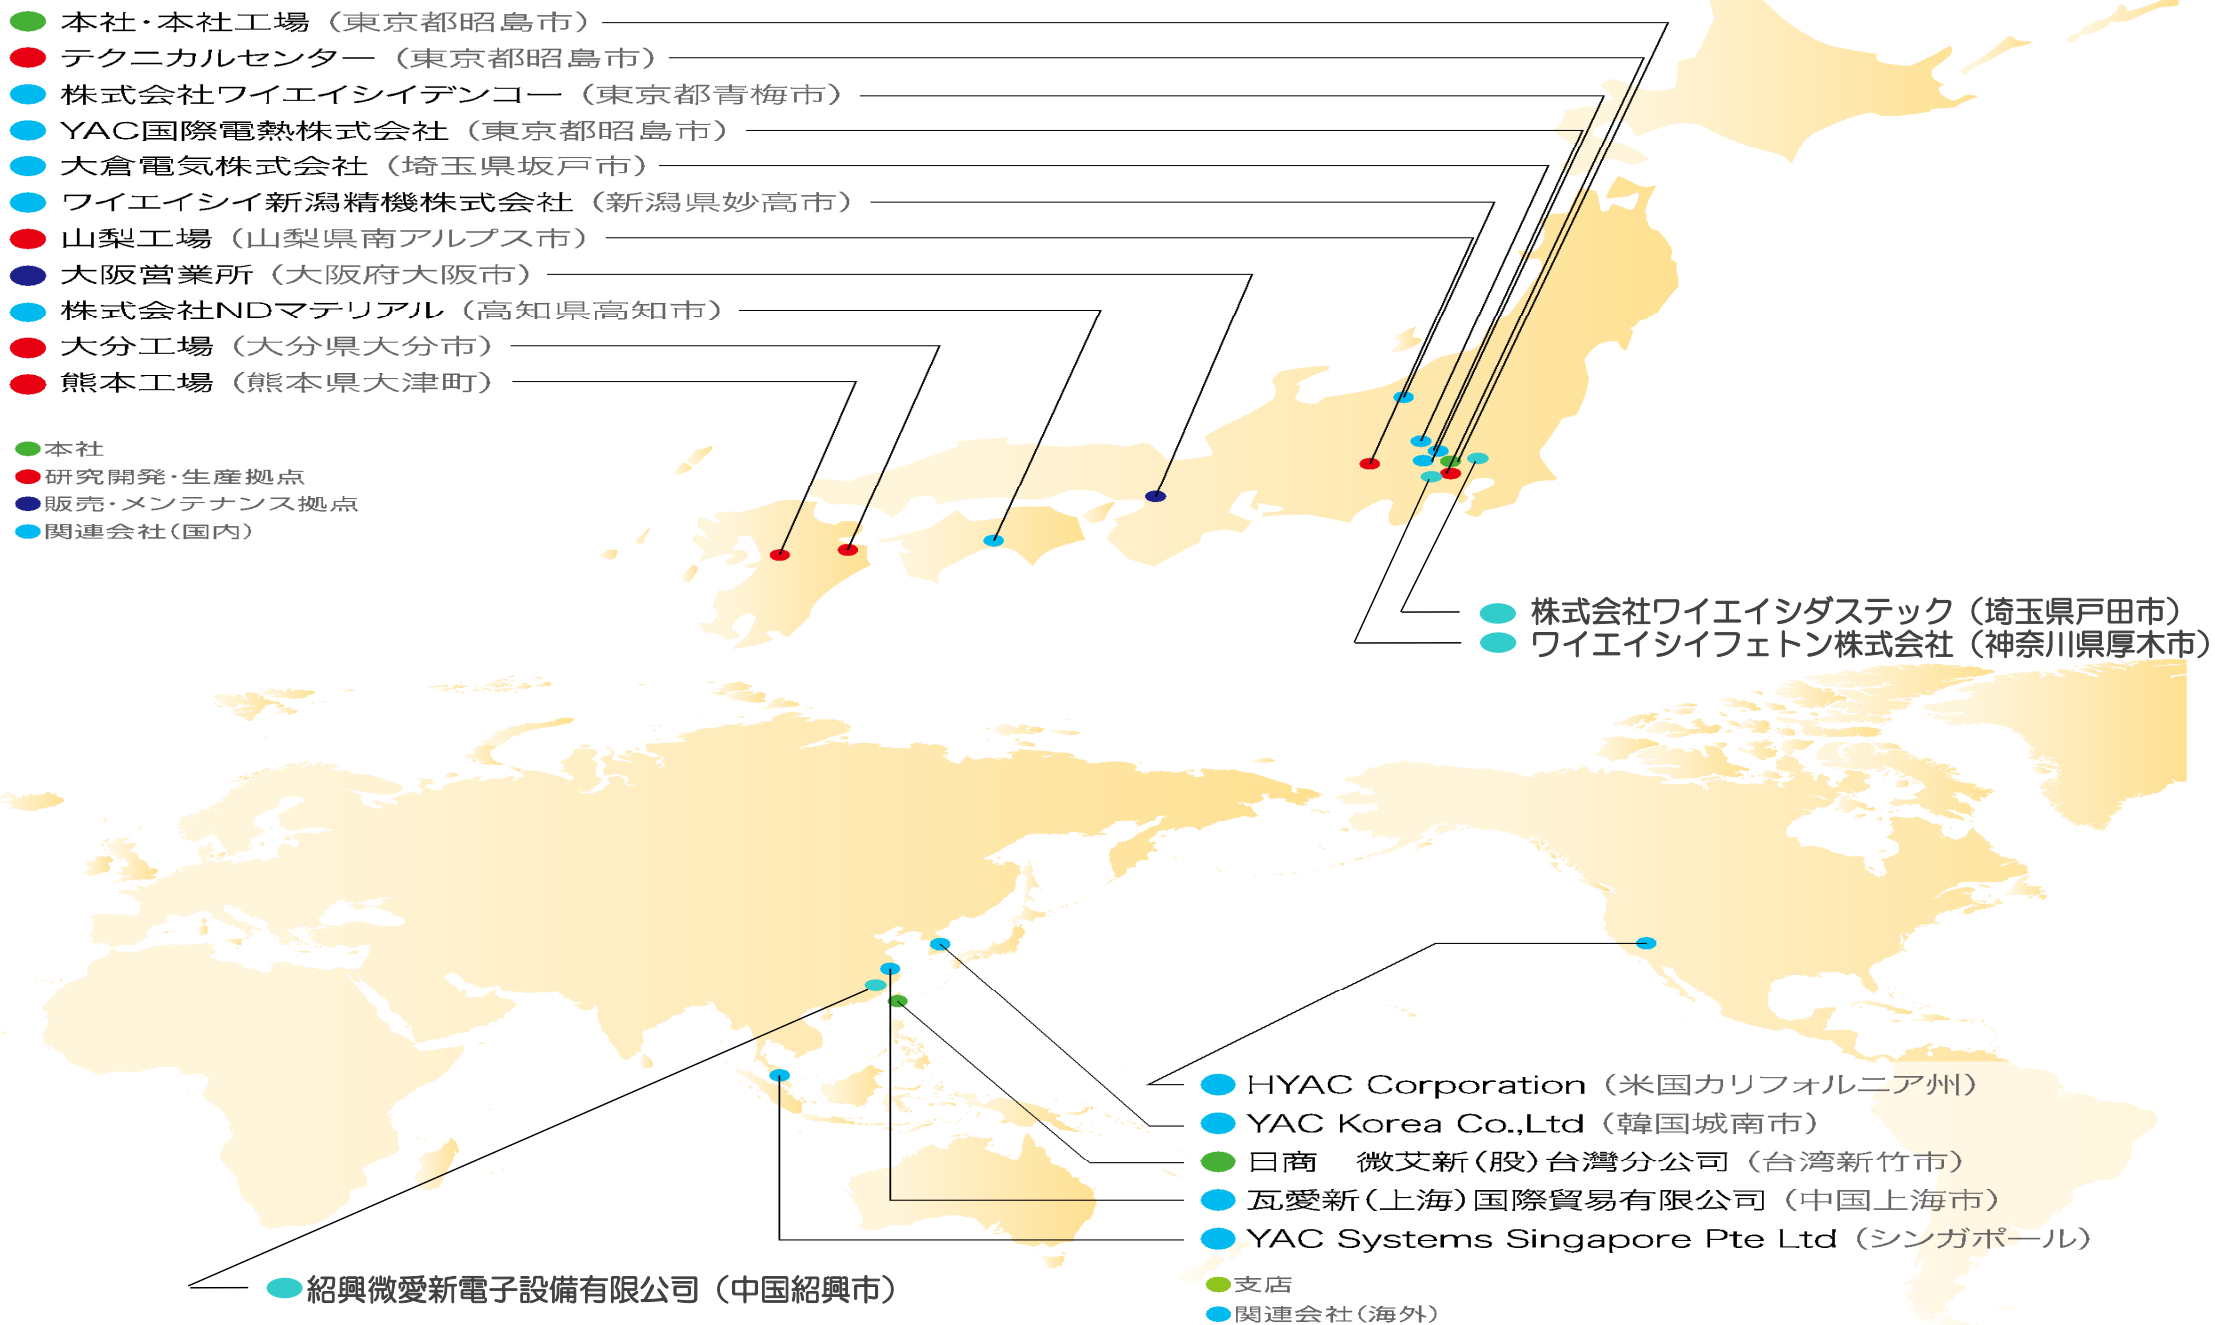 本社・本社工場（東京都昭島市）
テクニカルセンター（東京都昭島市）
株式会社ワイエイシイデンコー（東京都青梅市）
YAC国際電熱株式会社（東京都昭島市）
大倉電気株式会社（埼玉県坂戸市）
ワイエイシイ新潟精機株式会社（新潟県妙高市）
山梨工場（山梨県南アルプス市）
大阪営業所（大阪府大阪市）
株式会社NDマテリアル（高知県高知市）
大分工場（大分県大分市）
熊本工場（熊本県大津町）
本社
研究開発・生産拠点
販売・メンテナンス拠点
関連会社（国内）
株式会社ワイエイシダステック（埼玉県戸田市）
ワイエイシイフェトン株式会社（神奈川県厚木市）
HYAC Corporation（米国カリフォルニア州）
YAC Korea Co.,Ltd（韓国城南市）
日商　微艾新（股）台灣分公司（台湾新竹市）
瓦愛新（上海）国際貿易有限公司（中国上海市）
YAC Systems Singapore Pte Ltd（シンガポール）
紹興微愛新電子設備有限公司（中国紹興市）
支店
関連会社（海外）